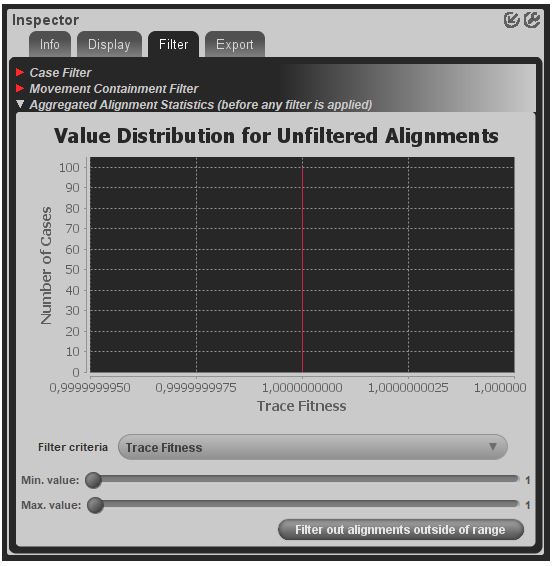 Inspector
Info Display Filter Export
Case Filter
Movement Containment Filter
Aggregated Alignment Statistics (before any filter is applied)
Value Distribution for Unfiltered Alignments
100
90
80
70
60
50
40
30
20
10
0
Number of Cases
0,9999999950 0,9999999975 1,0000000000 1,0000000025 1,000000
Trace Fitness
Filter criteria Trace Fitness
Min. value: 1
Max. value: 1
Filter out alignments outside of range